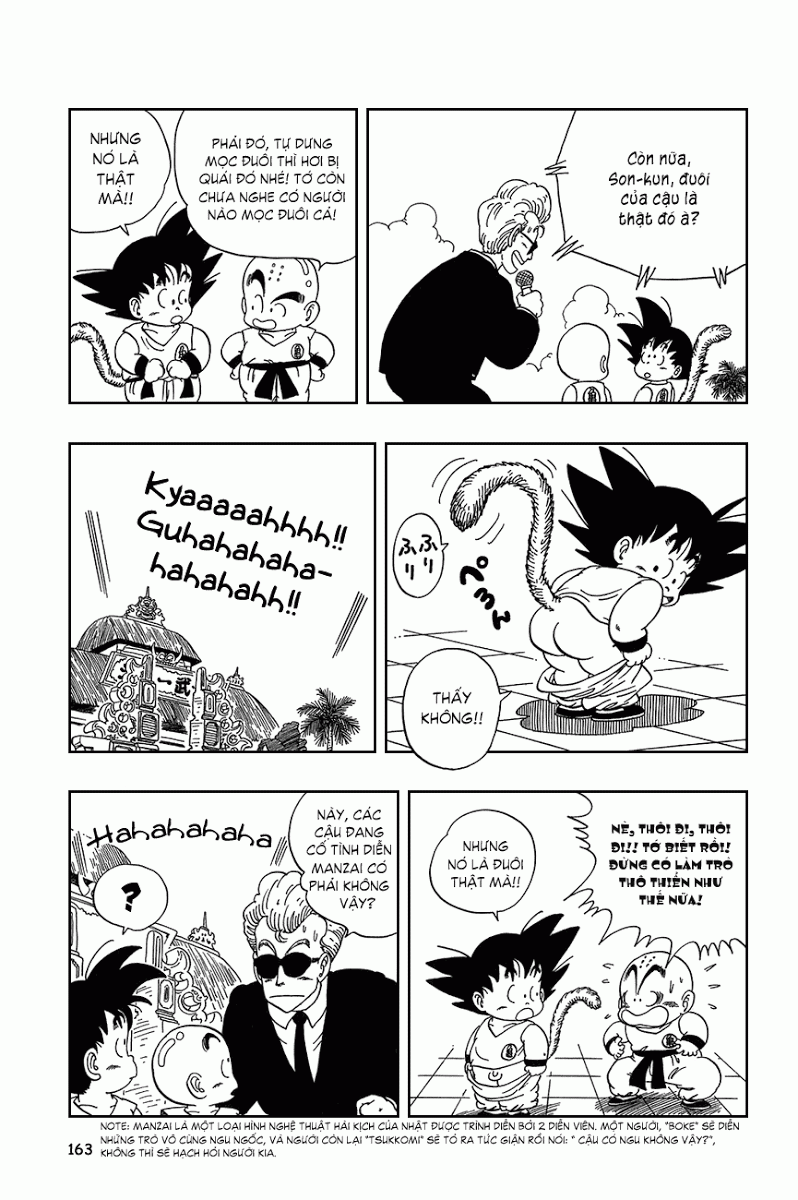 Còn nữa,
Son-kun, đuôi
của cậu là
thật đó à?
PHẢI ĐÓ, TỰ DƯNG
MỌC ĐUÔI THÌ HƠI BỊ
QUÁI ĐÓ NHÉ! TỚ CÒN
CHƯA NGHE CÓ NGƯỜI
NÀO MỌC ĐUÔI CẢ!
NHƯNG
NÓ LÀ
THẬT
MÀ!!
ふりふり
ペロン
THẤY
KHÔNG!!
Kyaaaaahhhh!!
Guhahahaha-
hahahahh!!
一武
NÈ, THÔI ĐI, THÔI
ĐI!! TỚ BIẾT RỒI!
ĐỪNG CÓ LÀM TRÒ
THÔ THIỂN NHƯ
THẾ NỮA!
NHƯNG
NÓ LÀ ĐUÔI
THẬT MÀ!!
NÀY, CÁC
CẬU ĐANG
CỐ TÌNH DIỄN
MANZAI CÓ
PHẢI KHÔNG
VẬY?
Hahahahaha
?
NOTE: MANZAI LÀ MỘT LOẠI HÌNH NGHỆ THUẬT HÀI KỊCH CỦA NHẬT ĐƯỢC TRÌNH DIỄN BỞI 2 DIỄN VIÊN. MỘT NGƯỜI, "BOKE" SẼ DIỄN
NHỮNG TRÒ VÔ CÙNG NGU NGỐC, VÀ NGƯỜI CÒN LẠI "TSUKKOMI" SẼ TỎ RA TỨC GIẬN RỒI NÓI: " CẬU CÓ NGU KHÔNG VẬY?",
KHÔNG THÌ SẼ HẠCH HỎI NGƯỜI KIA.
163